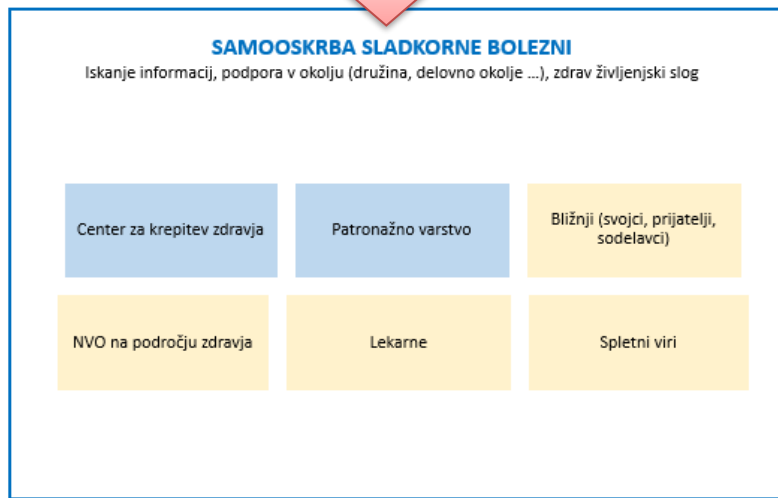 SAMOOSKRBA SLADKORNE BOLEZNI
Iskanje informacij, podpora v okolju (družina, delovno okolje ...), zdrav življenjski slog
Center za krepitev zdravja
Patronažno varstvo
Bližnji (svojci, prijatelji,
sodelavci)
NVO na področju zdravja
Lekarne
Spletni viri